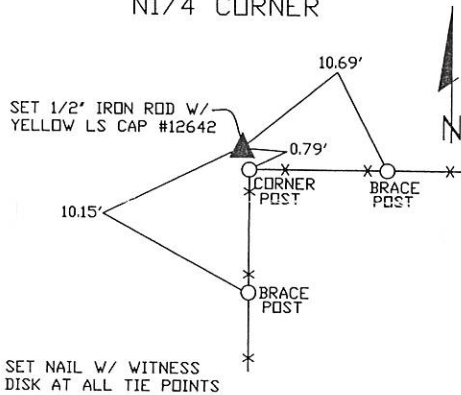 N1/4 CORNER
10.69'
SET 1/2" IRON ROD W/
YELLOW LS CAP #12642
N
0.79'
CORNER
POST
BRACE
POST
10.15'
BRACE
POST
SET NAIL W/ WITNESS
DISK AT ALL TIE POINTS